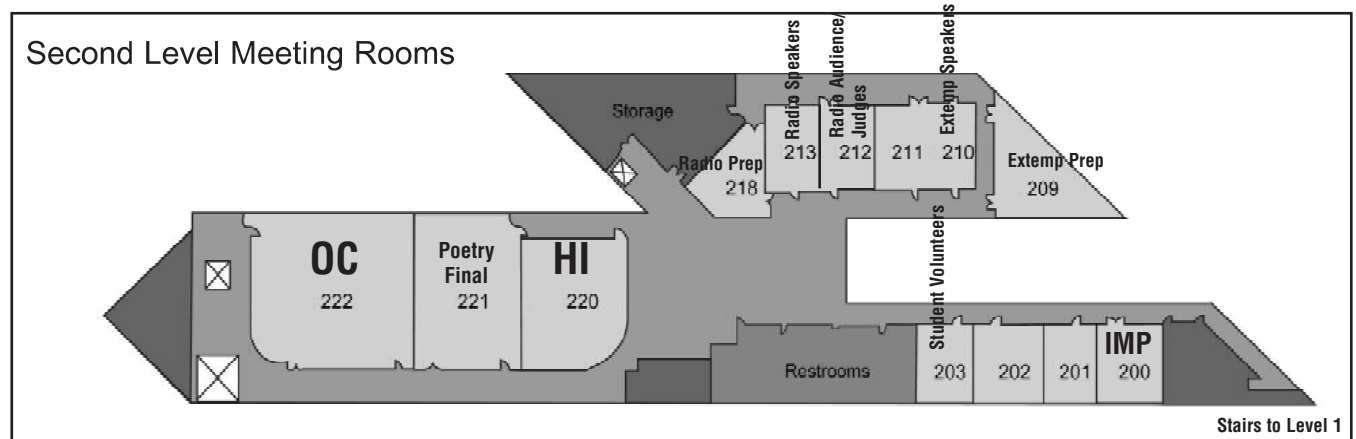 Second Level Meeting Rooms
Storage
Radio Speakers
Radio Audience/
Judges
Extemp Speakers
213
212
211
210
Radio Prep
218
Extemp Prep
209
OC
222
Poetry
Final
221
HI
220
Student Volunteers
Restrooms
203
202
201
IMP
200
Stairs to Level 1